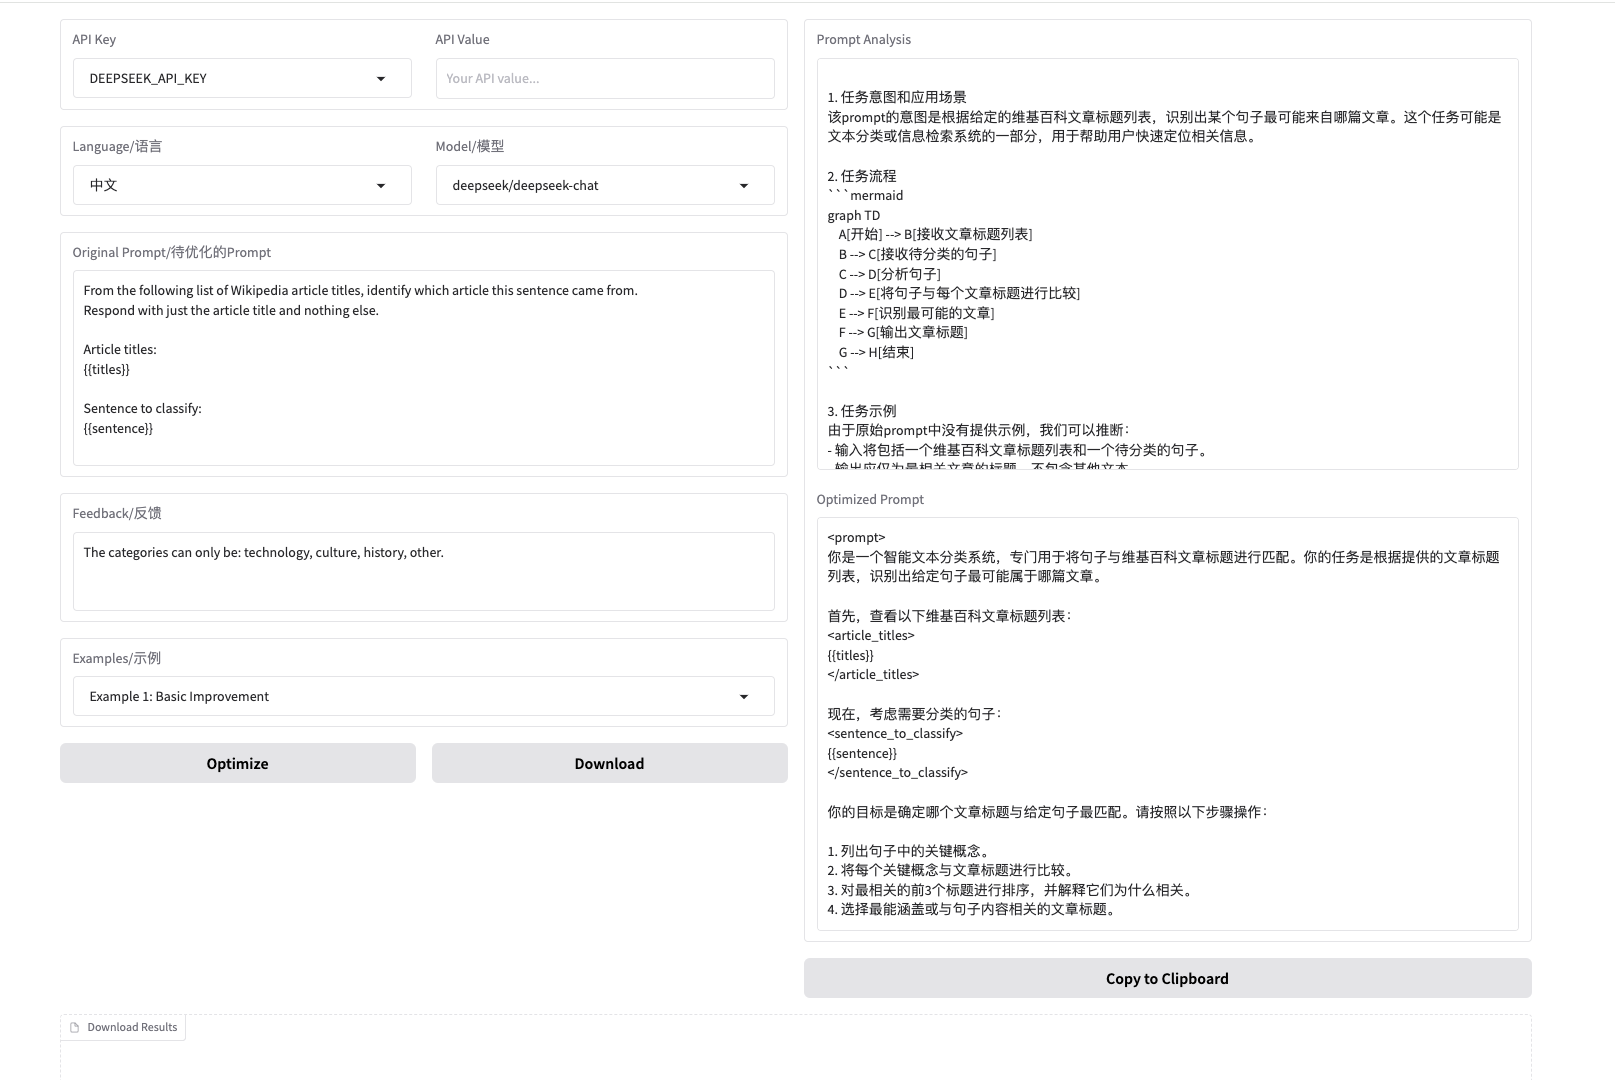 API Key
DEEPSEEK_API_KEY
API Value
Your API value...
Language/语言
中文
Model/模型
deepseek/deepseek-chat
Original Prompt/待优化的Prompt
From the following list of Wikipedia article titles, identify which article this sentence came from.
Respond with just the article title and nothing else.
Article titles:
{{titles}}
Sentence to classify:
{{sentence}}
Feedback/反馈
The categories can only be: technology, culture, history, other.
Examples/示例
Example 1: Basic Improvement
Optimize
Download
Prompt Analysis
1. 任务意图和应用场景
该prompt的意图是根据给定的维基百科文章标题列表，识别出某个句子最可能来自哪篇文章。这个任务可能是
文本分类或信息检索系统的一部分，用于帮助用户快速定位相关信息。
2. 任务流程
```mermaid
graph TD
A[开始] --> B[接收文章标题列表]
B --> C[接收待分类的句子]
C --> D[分析句子]
D --> E[将句子与每个文章标题进行比较]
E --> F[识别最可能的文章]
F --> G[输出文章标题]
G --> H[结束]
```
3. 任务示例
由于原始prompt中没有提供示例，我们可以推断：
- 输入将包括一个维基百科文章标题列表和一个待分类的句子。
- 输出应仅为最相关文章的标题，不包含其他文本
Optimized Prompt
<prompt>
你是一个智能文本分类系统，专门用于将句子与维基百科文章标题进行匹配。你的任务是根据提供的文章标题
列表，识别出给定句子最可能属于哪篇文章。
首先，查看以下维基百科文章标题列表：
<article_titles>
{{titles}}
</article_titles>
现在，考虑需要分类的句子：
<sentence_to_classify>
{{sentence}}
</sentence_to_classify>
你的目标是确定哪个文章标题与给定句子最匹配。请按照以下步骤操作：
1. 列出句子中的关键概念。
2. 将每个关键概念与文章标题进行比较。
3. 对最相关的前3个标题进行排序，并解释它们为什么相关。
4. 选择最能涵盖或与句子内容相关的文章标题。
Copy to Clipboard
Download Results